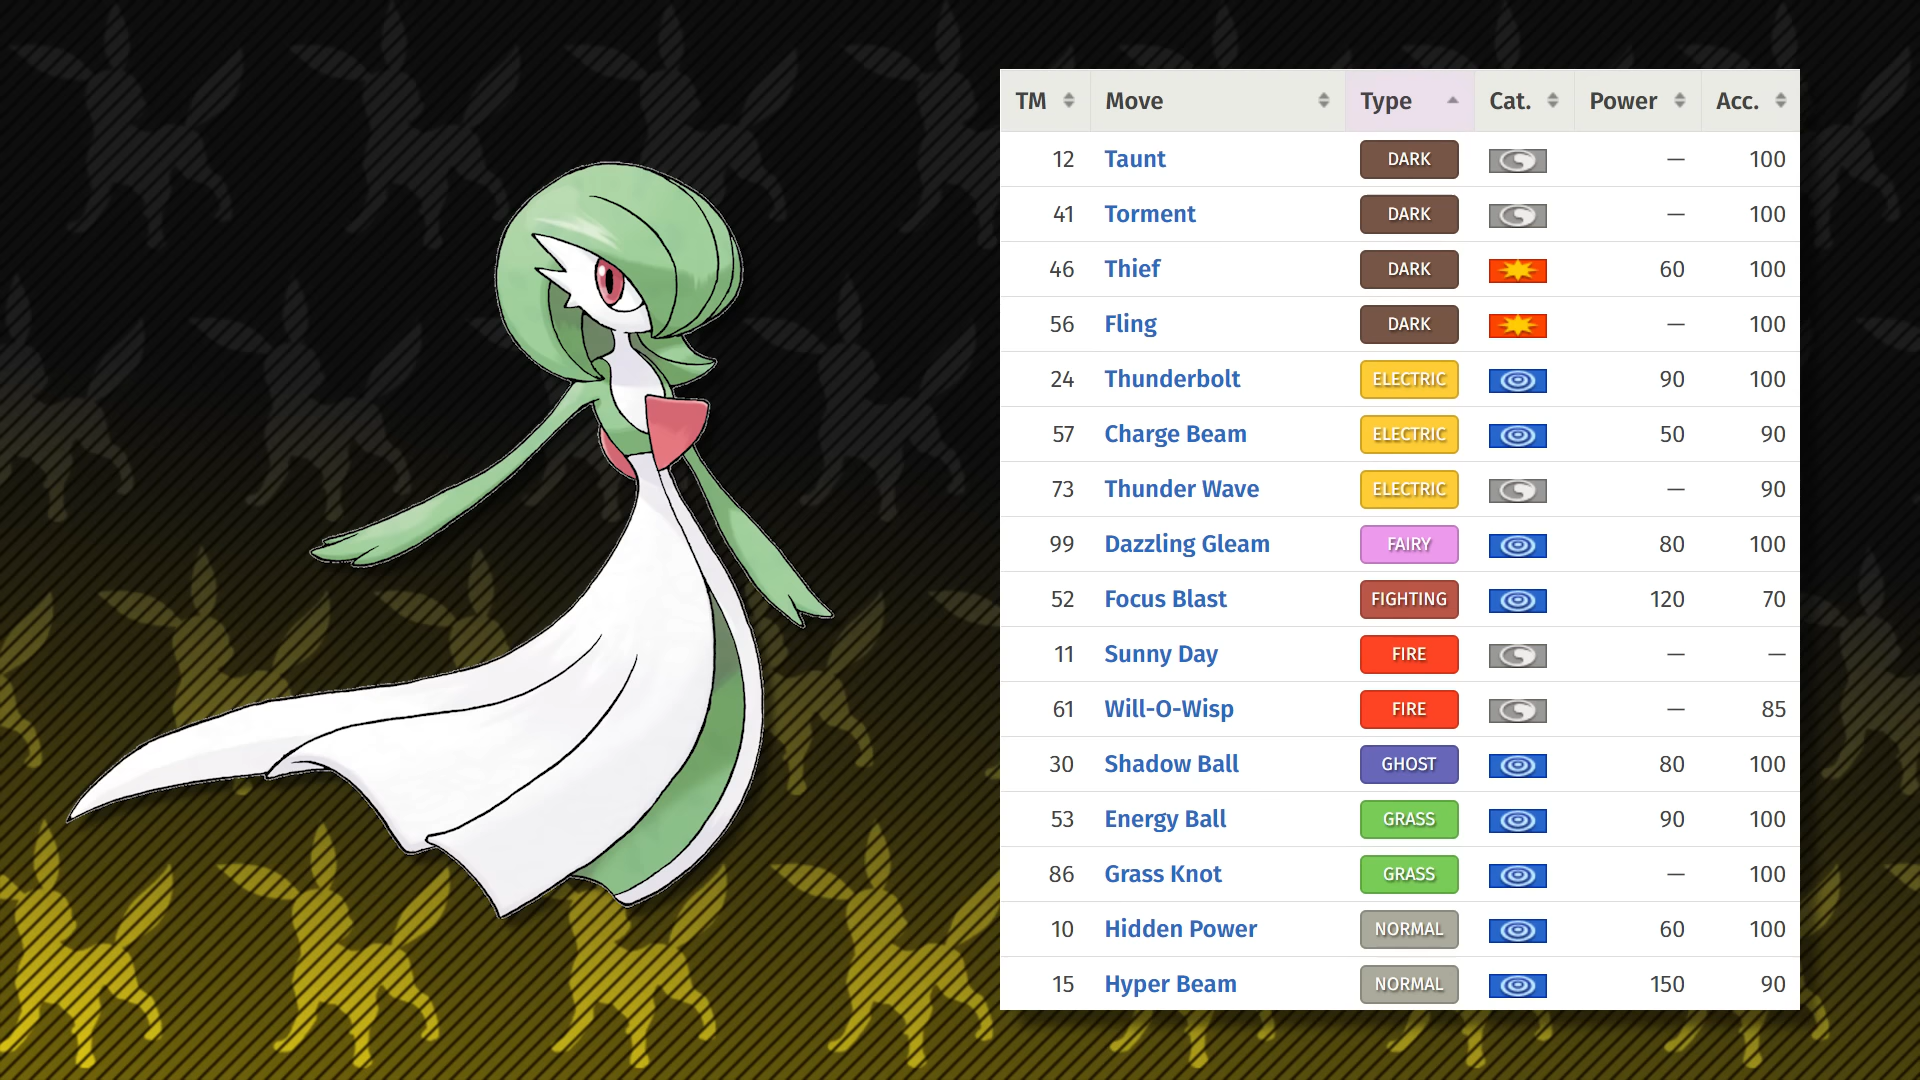 TM Move Type Cat. Power Acc.
12 Taunt DARK — 100
41 Torment DARK — 100
46 Thief DARK 60 100
56 Fling DARK — 100
24 Thunderbolt ELECTRIC 90 100
57 Charge Beam ELECTRIC 50 90
73 Thunder Wave ELECTRIC — 90
99 Dazzling Gleam FAIRY 80 100
52 Focus Blast FIGHTING 120 70
11 Sunny Day FIRE — —
61 Will-O-Wisp FIRE — 85
30 Shadow Ball GHOST 80 100
53 Energy Ball GRASS 90 100
86 Grass Knot GRASS — 100
10 Hidden Power NORMAL 60 100
15 Hyper Beam NORMAL 150 90